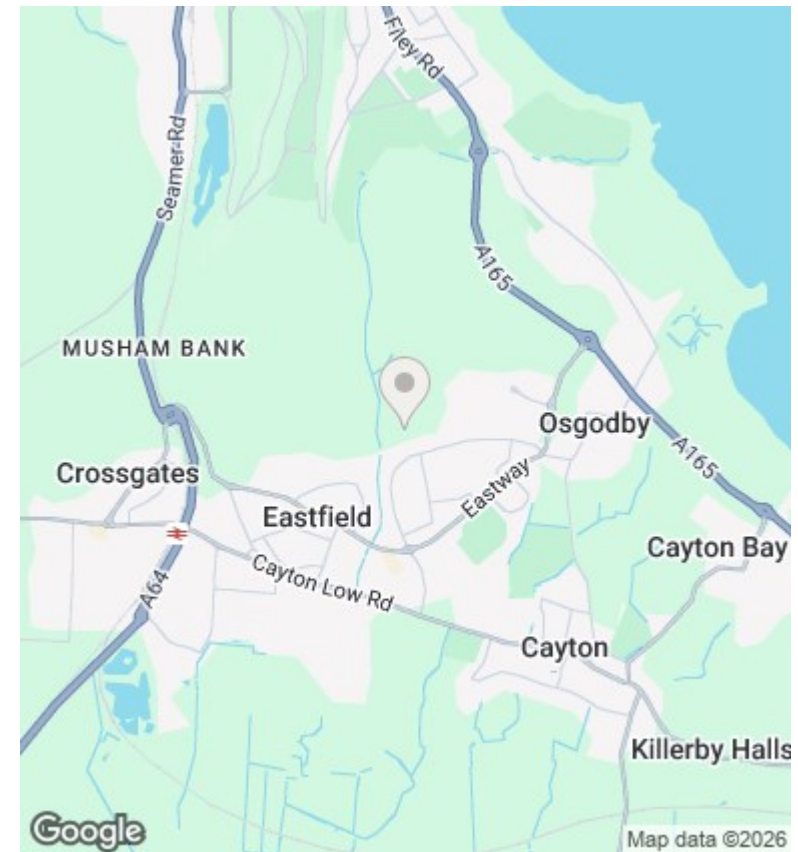 Filey Rd
Seamer Rd
A165
MUSHAM BANK
Osgodby
A165
Crossgates
Eastway
Eastfield
Cayton Bay
A64
Cayton Low Rd
Cayton
Killerby Halls
Google
Map data ©2026